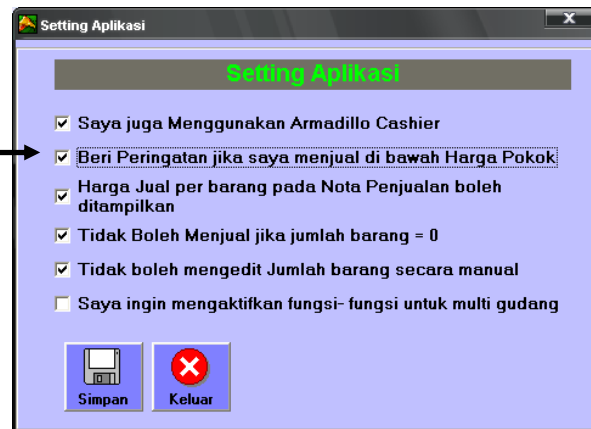 Setting Aplikasi
Setting Aplikasi
Saya juga Menggunakan Armadillo Cashier
Beri Peringatan jika saya menjual di bawah Harga Pokok
Harga Jual per barang pada Nota Penjualan boleh
ditampilkan
Tidak Boleh Menjual jika jumlah barang = 0
Tidak boleh mengedit Jumlah barang secara manual
Saya ingin mengaktifkan fungsi- fungsi untuk multi gudang
Simpan Keluar